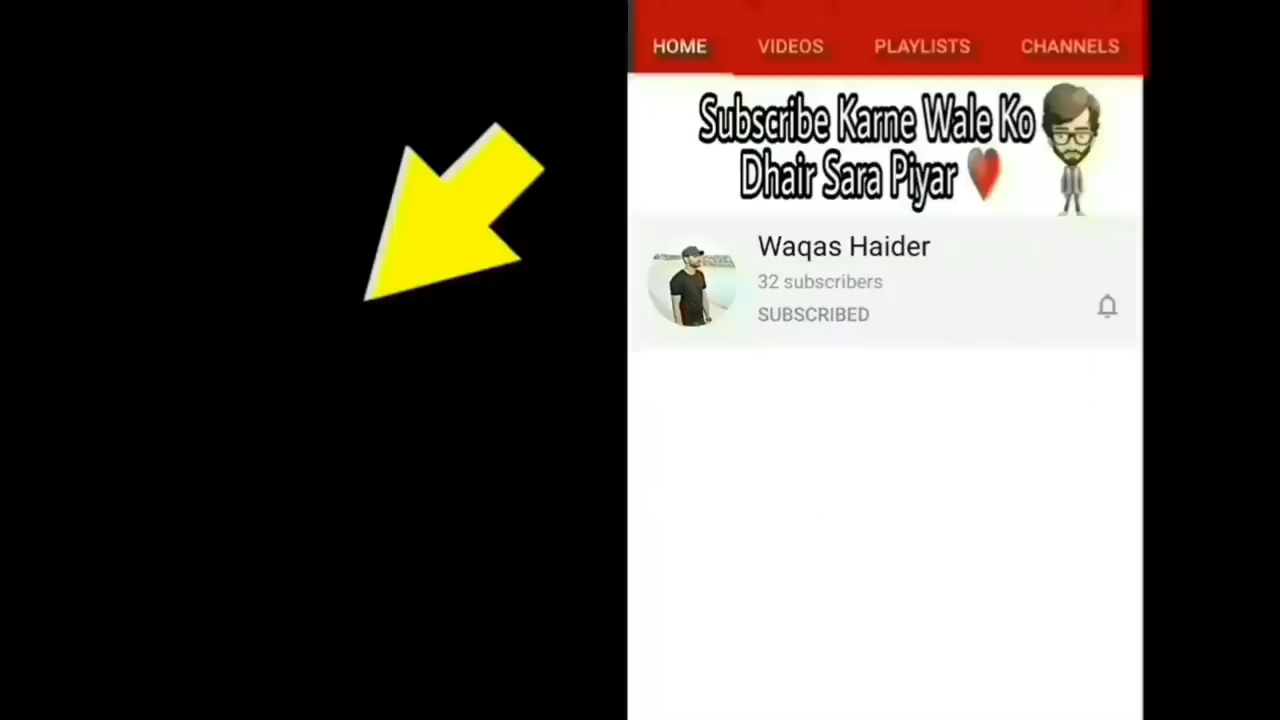 HOME VIDEOS PLAYLISTS CHANNELS
Subscribe Karne Wale Ko
Dhair Sara Piyar
Waqas Haider
32 subscribers
SUBSCRIBED